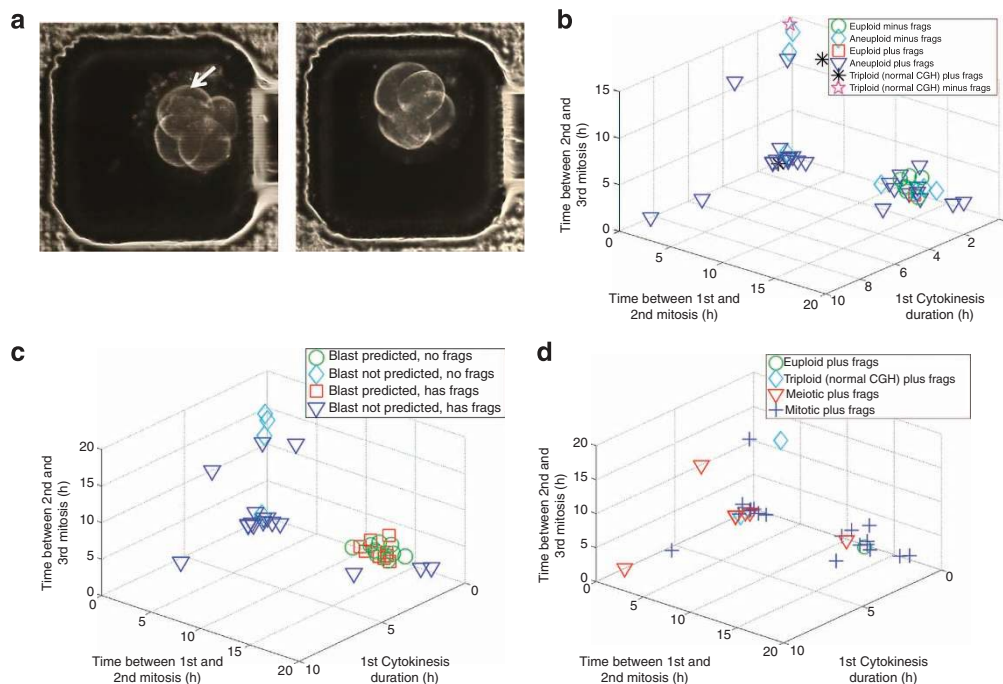 a
b
Euploid minus frags
Aneuploid minus frags
Euploid plus frags
Aneuploid plus frags
Triploid (normal CGH) plus frags
Triploid (normal CGH) minus frags
Time between 2nd and
3rd mitosis (h)
15
10
5
0
5
10
15
20
10
8
6
4
2
Time between 1st and
2nd mitosis (h)
1st Cytokinesis
duration (h)
c
Blast predicted, no frags
Blast not predicted, no frags
Blast predicted, has frags
Blast not predicted, has frags
Time between 2nd and
3rd mitosis (h)
20
15
10
5
0
0
5
10
15
20
10
5
0
Time between 1st and
2nd mitosis (h)
1st Cytokinesis
duration (h)
d
Euploid plus frags
Triploid (normal CGH) plus frags
Meiotic plus frags
Mitotic plus frags
Time between 2nd and
3rd mitosis (h)
20
15
10
5
0
0
5
10
15
20
10
5
0
Time between 1st and
2nd mitosis (h)
1st Cytokinesis
duration (h)